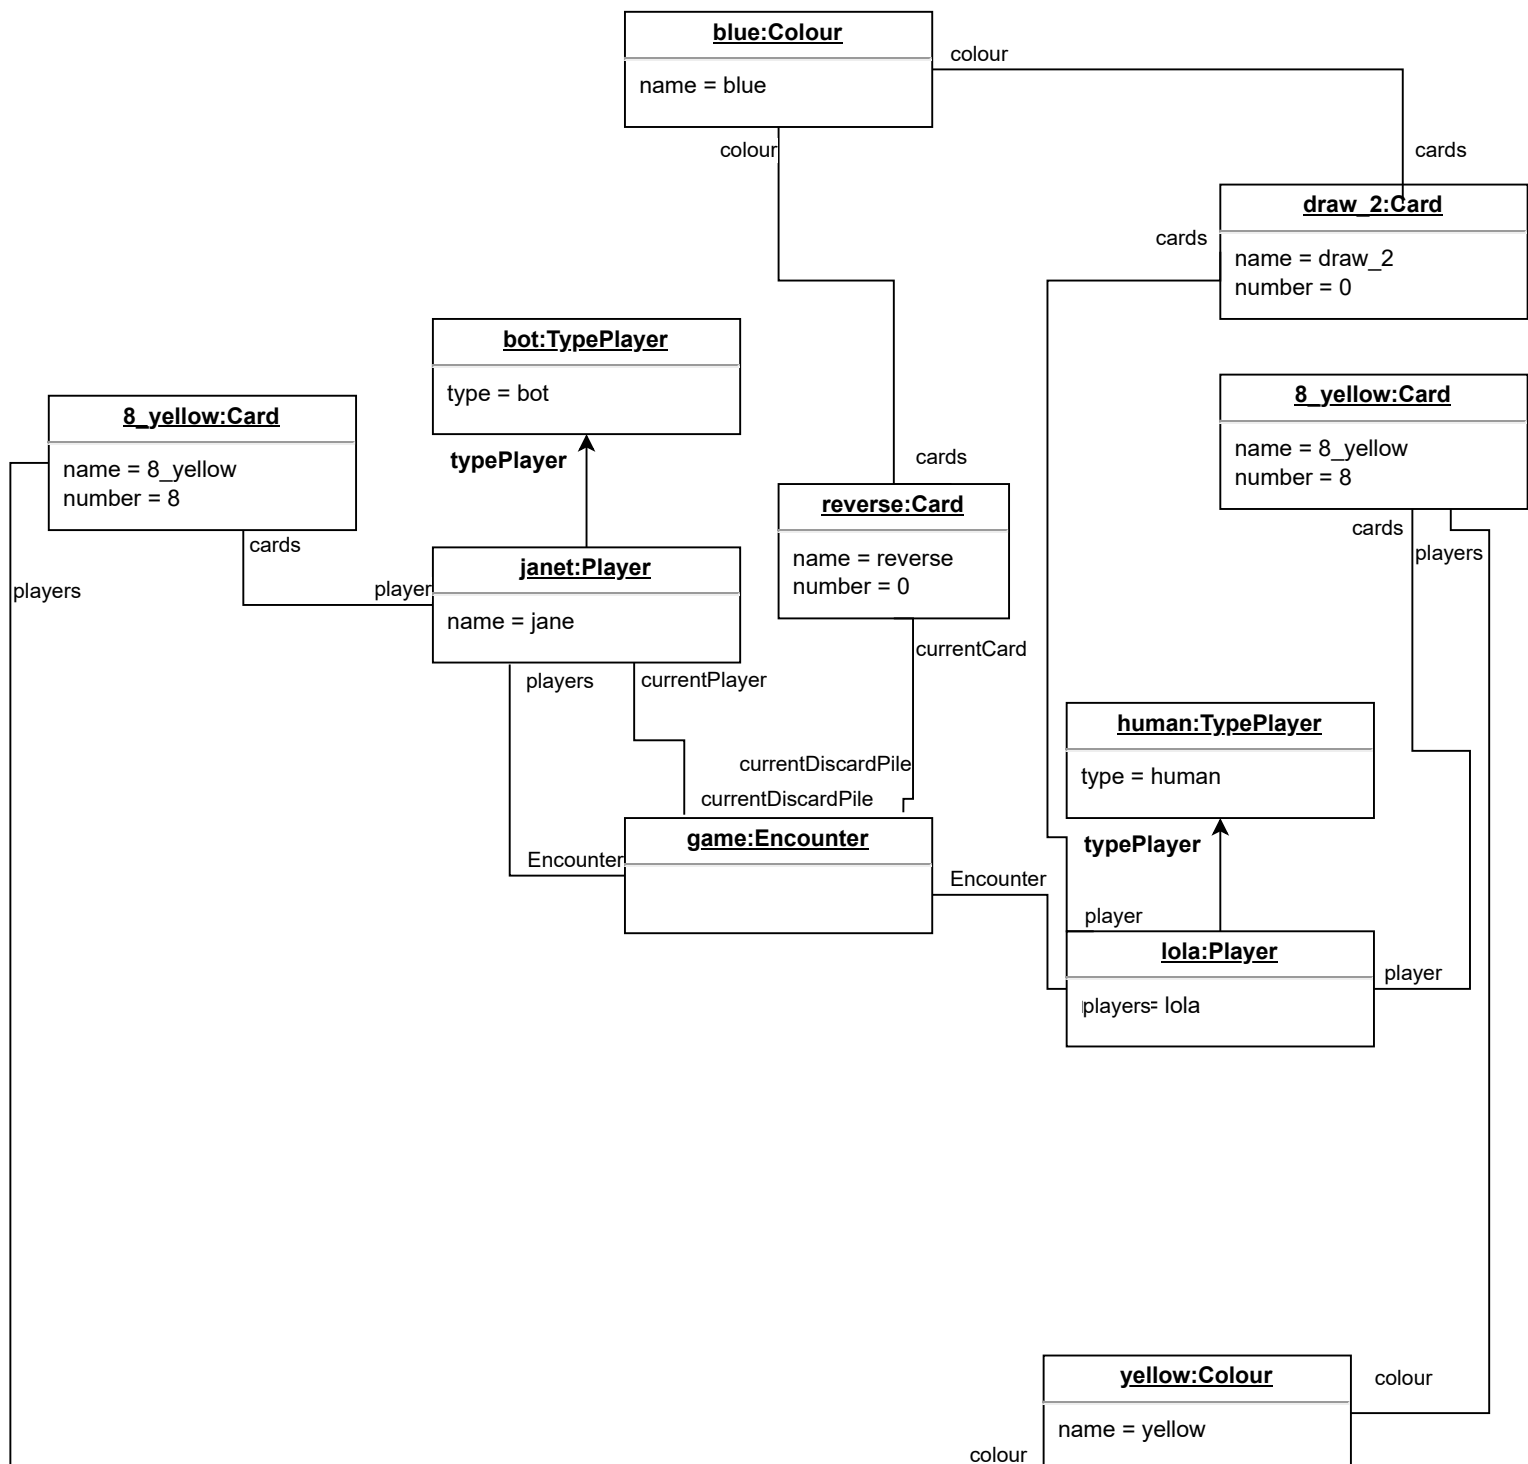 blue:Colour
name = blue
colour
colour
cards
draw_2:Card
name = draw_2
number = 0
cards
bot:TypePlayer
type = bot
typePlayer
8_yellow:Card
name = 8_yellow
number = 8
cards
players
player
janet:Player
name = jane
players
currentPlayer
cards
reverse:Card
name = reverse
number = 0
currentCard
currentDiscardPile
currentDiscardPile
8_yellow:Card
name = 8_yellow
number = 8
cards
players
human:TypePlayer
type = human
typePlayer
game:Encounter
Encounter
Encounter
player
lola:Player
players= lola
player
yellow:Colour
name = yellow
colour
colour